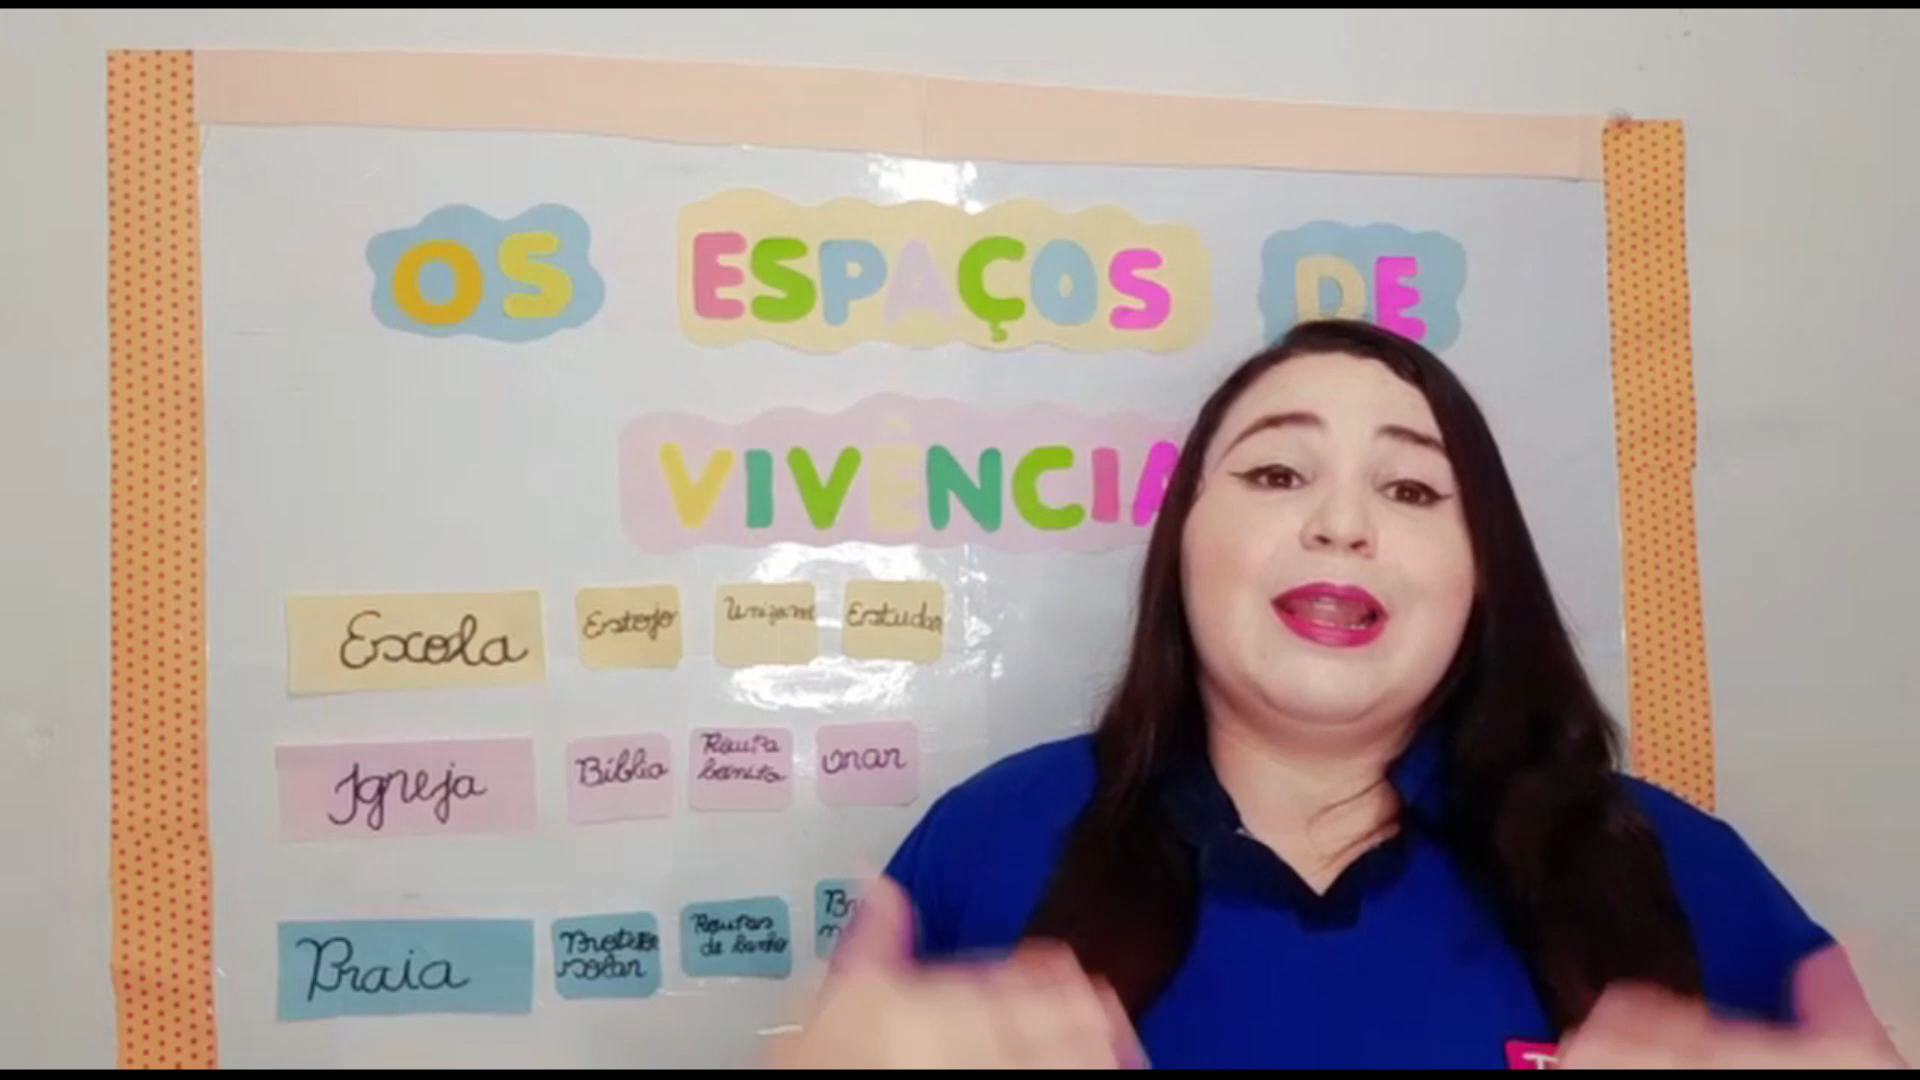 OS ESPAÇOS DE
VIVÊNCIA
Escola
Estojo
Uniforme
Estudar
Igreja
Bíblia
Roupa
bonita
orar
Praia
Protetor
solar
Roupas
de banho